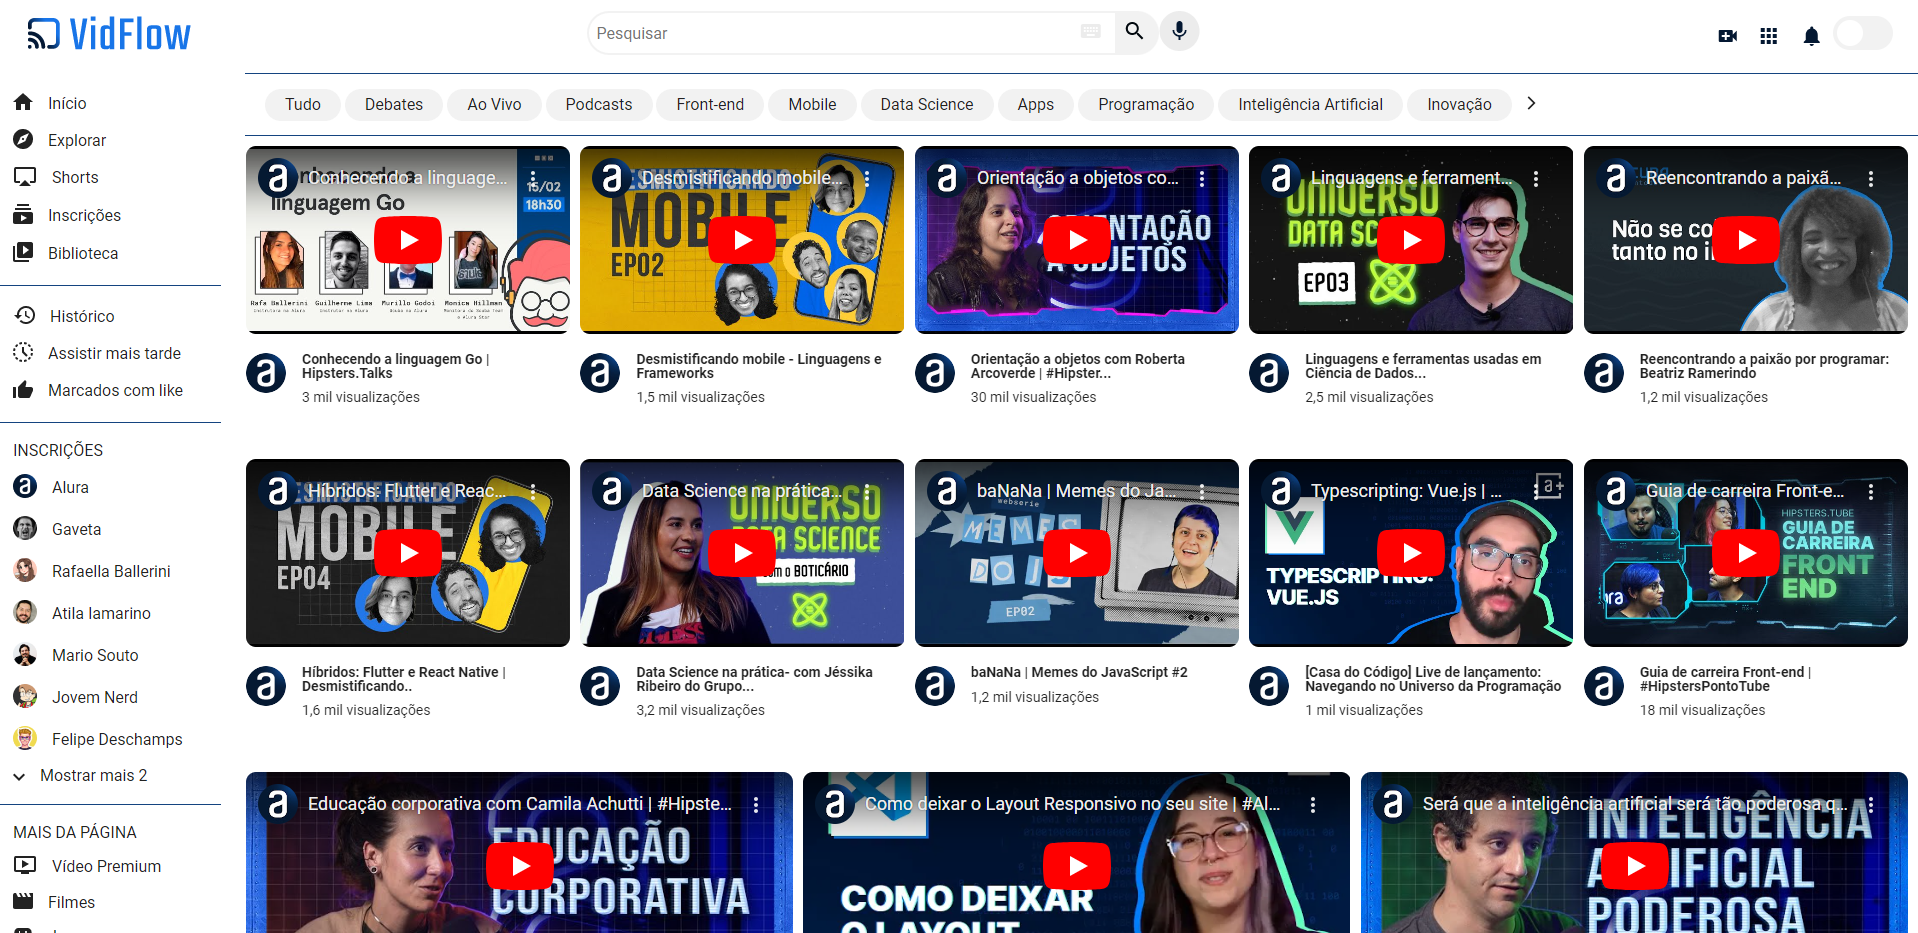 VidFlow
Pesquisar
Início
Explorar
Shorts
Inscrições
Biblioteca
Histórico
Assistir mais tarde
Marcados com like
INSCRIÇÕES
Alura
Gaveta
Rafaella Ballerini
Atila Iamarino
Mario Souto
Jovem Nerd
Felipe Deschamps
Mostrar mais 2
MAIS DA PÁGINA
Vídeo Premium
Filmes
Tudo
Debates
Ao Vivo
Podcasts
Front-end
Mobile
Data Science
Apps
Programação
Inteligência Artificial
Inovação
Conhecendo a linguage...
linguagem Go
15/02
18h30
Rafa Ballerini
Guilherme Lima
Murillo Godoi
Monica Hillman
Conhecendo a linguagem Go |
Hipsters.Talks
3 mil visualizações
Desmistificando mobile...
DESMISTIFICANDO
MOBILE
EP02
Desmistificando mobile - Linguagens e
Frameworks
1,5 mil visualizações
Orientação a objetos co...
ORIENTAÇÃO
A OBJETOS
Orientação a objetos com Roberta
Arcoverde | #Hipster...
30 mil visualizações
Linguagens e ferrament...
UNIVERSO
DATA SC
EP03
Linguagens e ferramentas usadas em
Ciência de Dados...
2,5 mil visualizações
Reencontrando a paixã...
Não se co
tanto no i
Reencontrando a paixão por programar:
Beatriz Ramerindo
1,2 mil visualizações
Híbridos: Flutter e Reac...
DESMISTIFICANDO
MOBILE
EP04
Híbridos: Flutter e React Native |
Desmistificando..
1,6 mil visualizações
Data Science na prática...
UNIVERSO
DATA SCIENCE
com o BOTICÁRIO
Data Science na prática- com Jéssika
Ribeiro do Grupo...
3,2 mil visualizações
baNaNa | Memes do Ja...
webserie
MEMES
DO JS
EP02
baNaNa | Memes do JavaScript #2
1,2 mil visualizações
Typescripting: Vue.js | ...
a+
TYPESCRIPTING:
VUE.JS
[Casa do Código] Live de lançamento:
Navegando no Universo da Programação
1 mil visualizações
Guia de carreira Front-e...
HIPSTERS.TUBE
GUIA DE
CARREIRA
FRONT
END
Guia de carreira Front-end |
#HipstersPontoTube
18 mil visualizações
Educação corporativa com Camila Achutti | #Hipste...
EDUCAÇÃO
CORPORATIVA
Como deixar o Layout Responsivo no seu site | #Al...
COMO DEIXAR
O LAYOUT
Será que a inteligência artificial será tão poderosa q...
INTELIGÊNCIA
ARTIFICIAL
PODEROSA